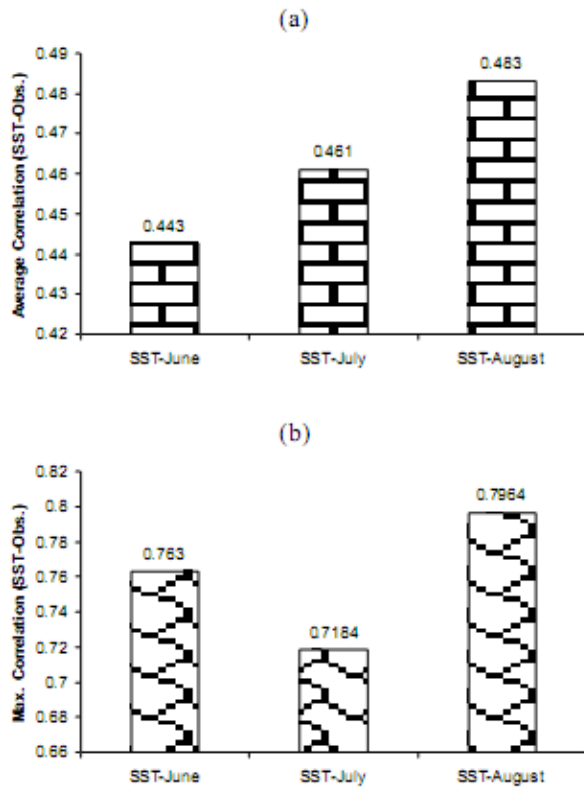 (a)
Average Correlation (SST-Obs.)
0.49
0.48
0.47
0.46
0.45
0.44
0.43
0.42
0.443
0.461
0.483
SST-June
SST-July
SST-August
(b)
Max. Correlation (SST-Obs.)
0.82
0.8
0.78
0.76
0.74
0.72
0.7
0.68
0.66
0.763
0.7184
0.7964
SST-June
SST-July
SST-August